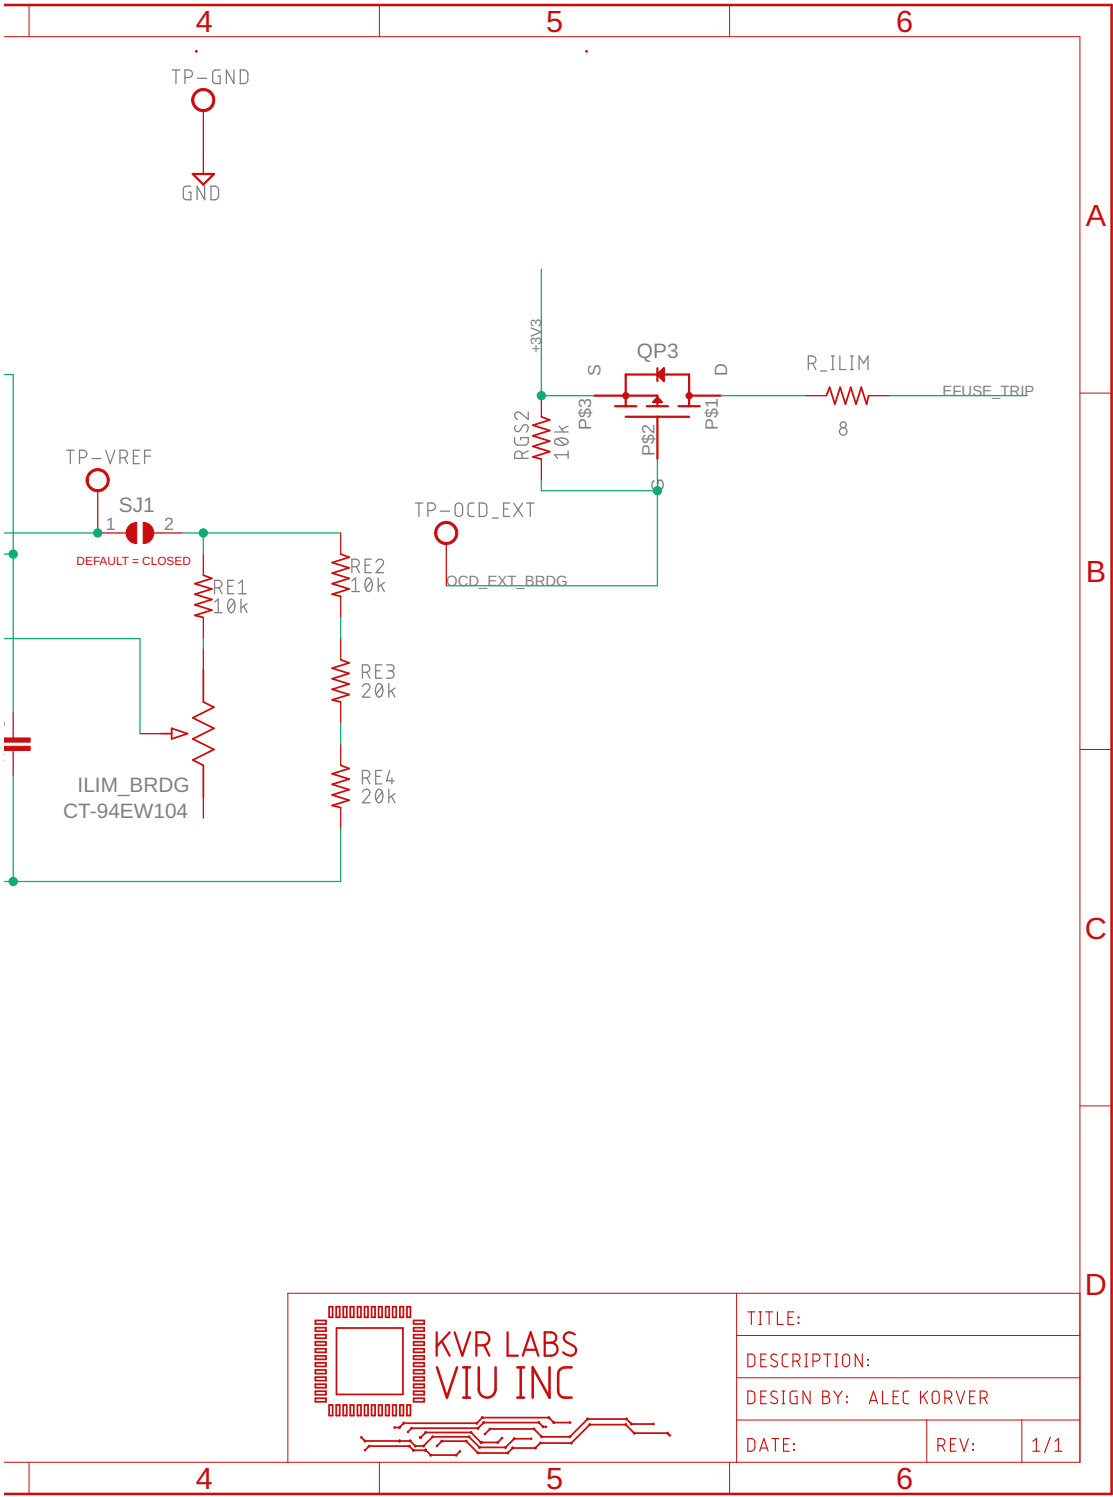 4 5 6
TP-GND
GND
A
+3V3
QP3
S D
R_ILIM
EFUSE_TRIP
8
P$3 P$2 P$1
G
RGS2
10k
TP-VREF
SJ1
1 2
DEFAULT = CLOSED
TP-OCD_EXT
OCD_EXT_BRDG
B
RE1
10k
RE2
10k
RE3
20k
RE4
20k
ILIM_BRDG
CT-94EW104
C
D
KVR LABS
VIU INC
TITLE:
DESCRIPTION:
DESIGN BY: ALEC KORVER
DATE: REV: 1/1
4 5 6